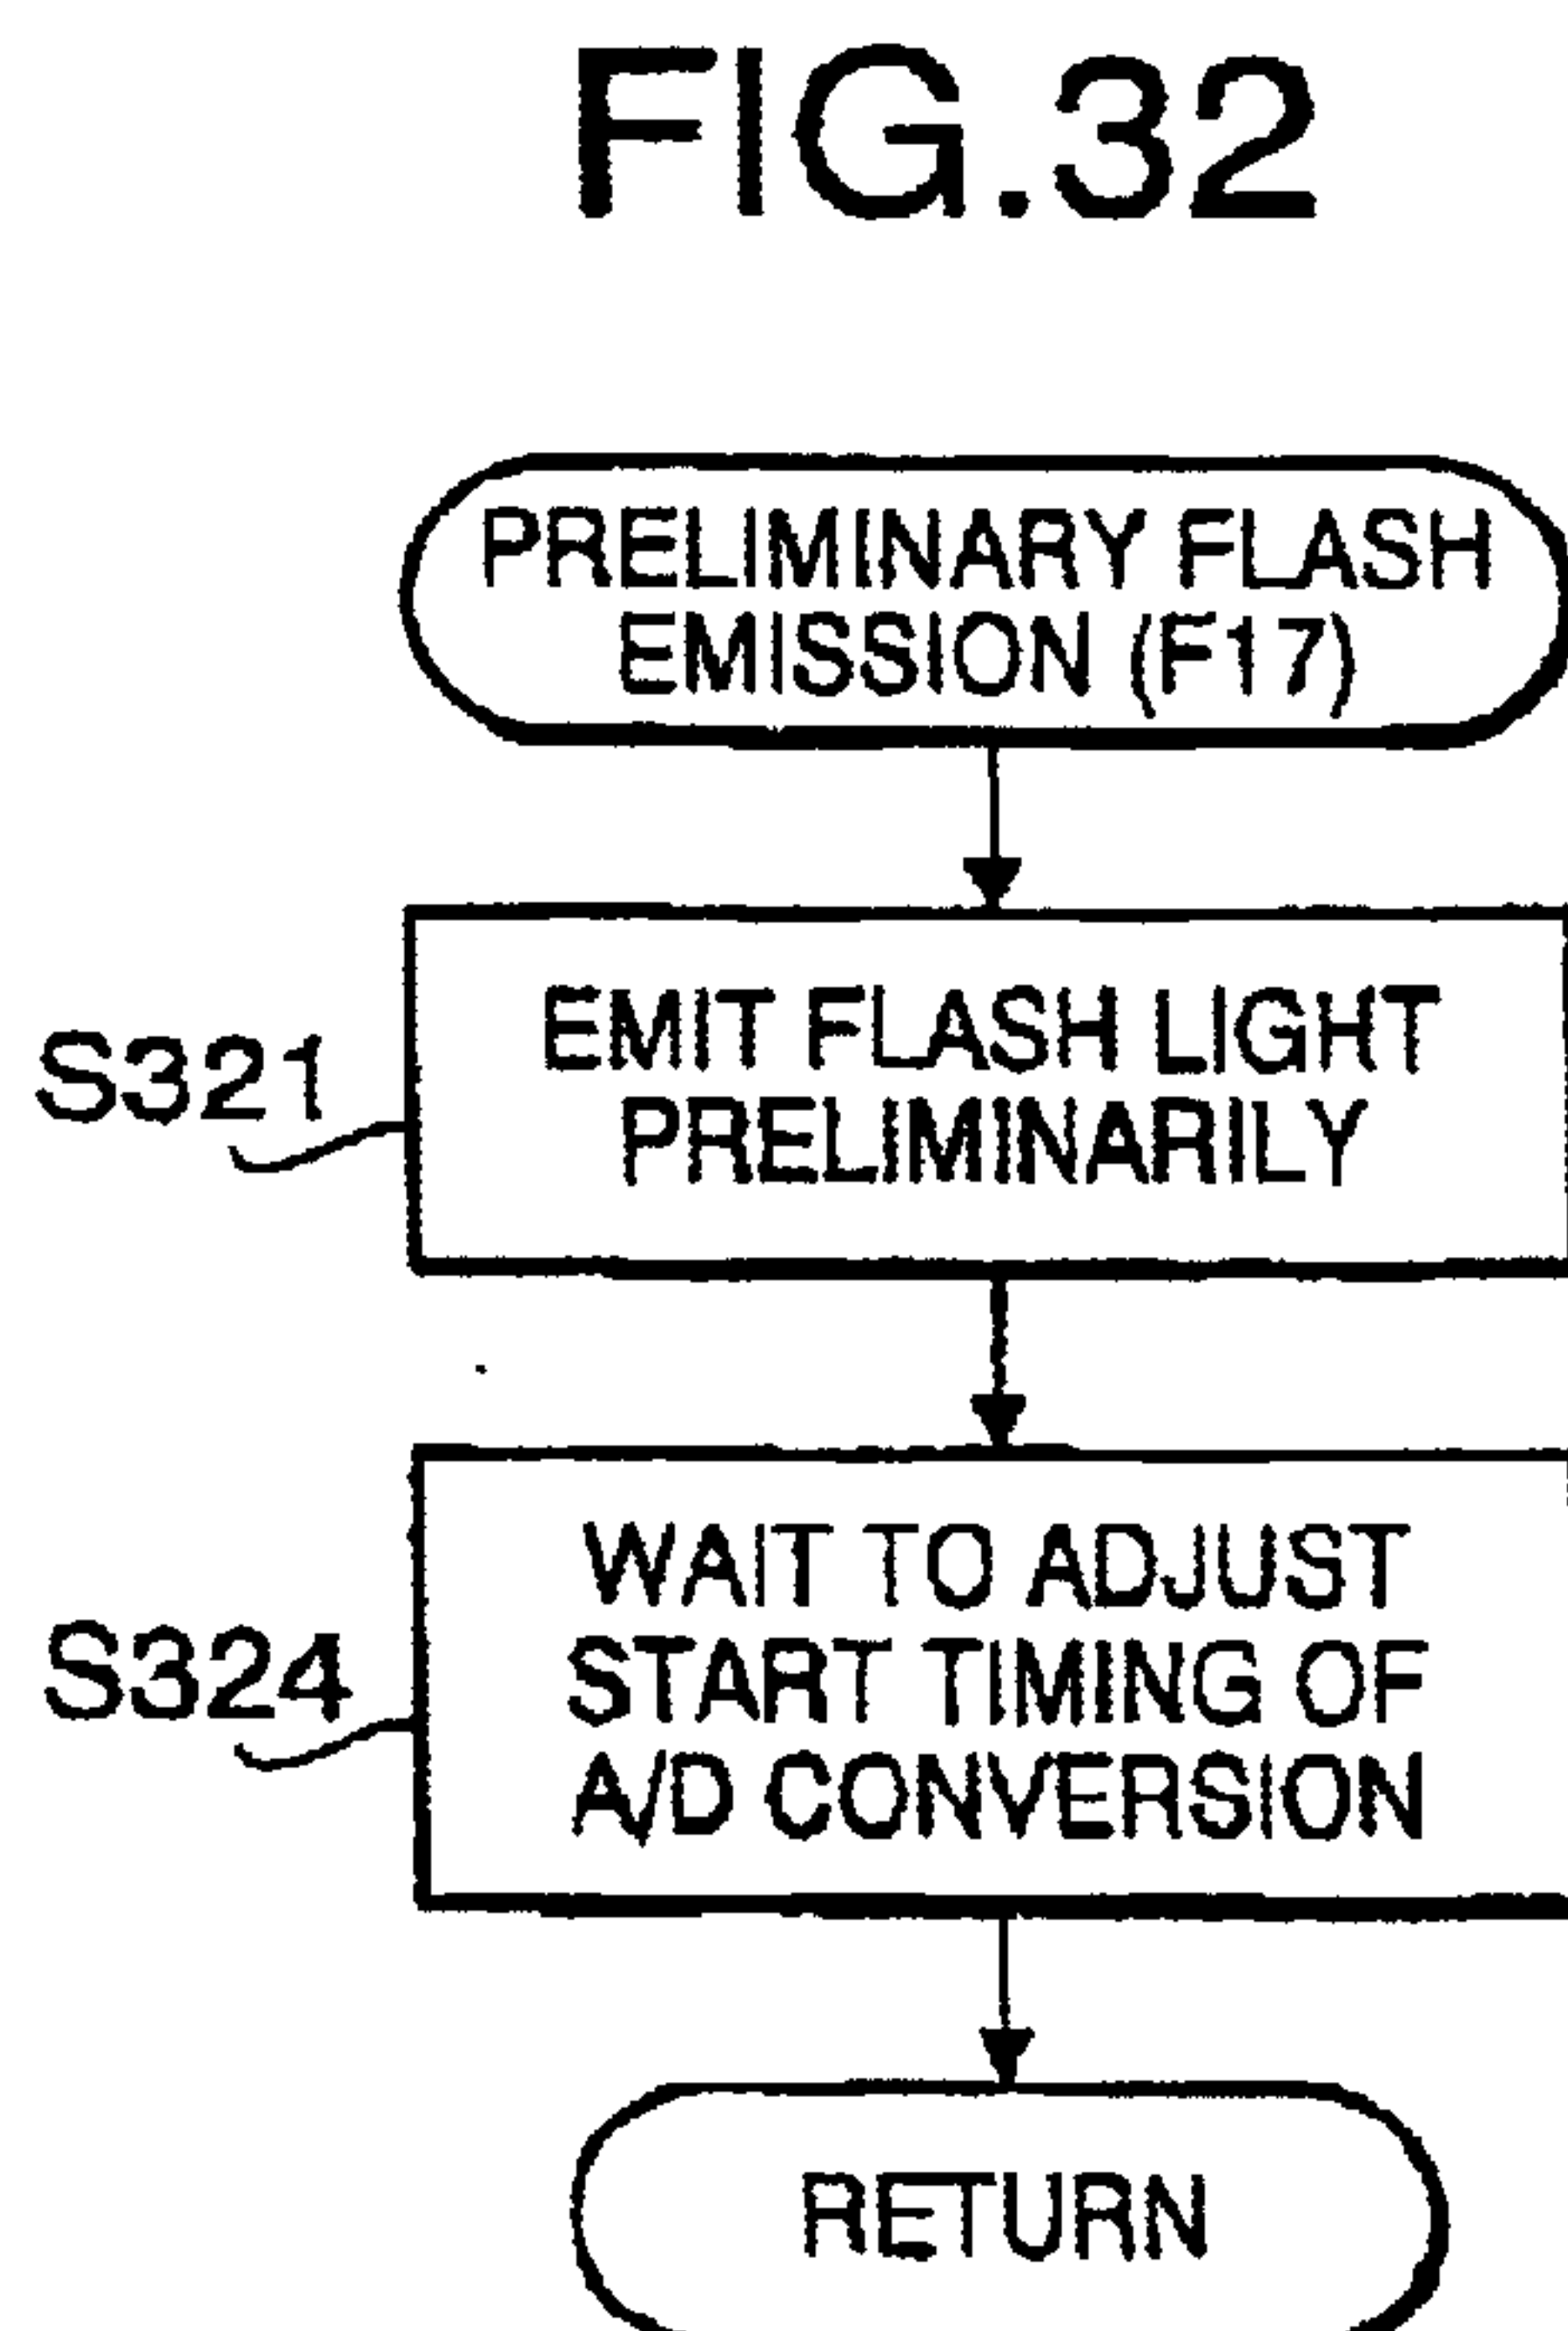 FIG.32
PRELIMINARY FLASH
EMISSION (F17)
S321
EMIT FLASH LIGHT
PRELIMINARILY
S324
WAIT TO ADJUST
START TIMING OF
A/D CONVERSION
RETURN